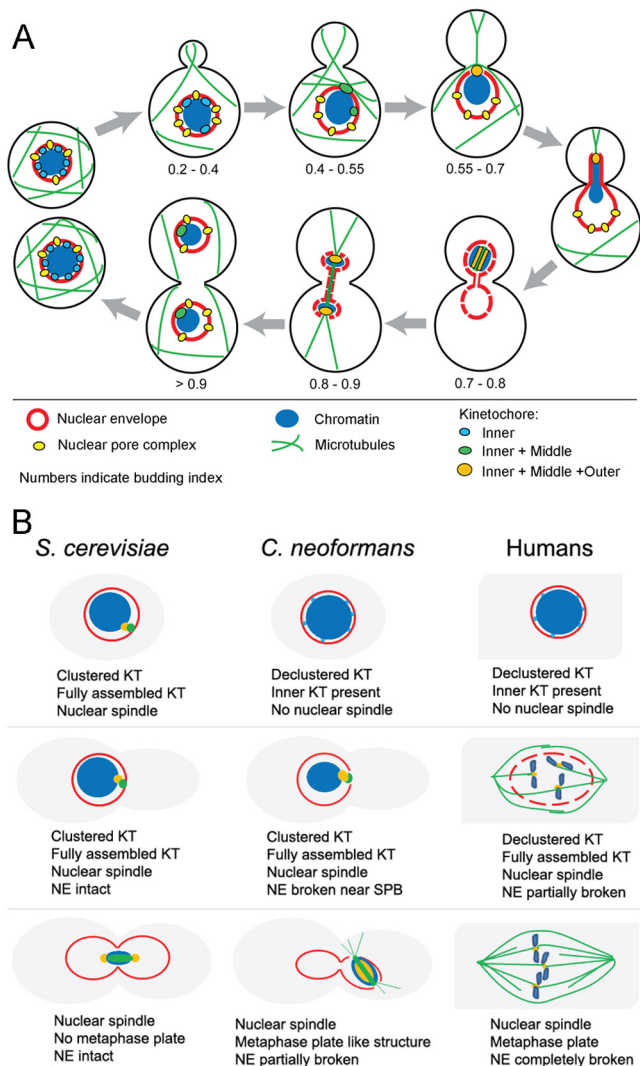 A
0.2 - 0.4
0.4 - 0.55
0.55 - 0.7
> 0.9
0.8 - 0.9
0.7 - 0.8
Nuclear envelope
Nuclear pore complex
Numbers indicate budding index
Chromatin
Microtubules
Kinetochore:
Inner
Inner + Middle
Inner + Middle +Outer
B
S. cerevisiae
C. neoformans
Humans
Clustered KT
Fully assembled KT
Nuclear spindle
Declustered KT
Inner KT present
No nuclear spindle
Declustered KT
Inner KT present
No nuclear spindle
Clustered KT
Fully assembled KT
Nuclear spindle
NE intact
Clustered KT
Fully assembled KT
Nuclear spindle
NE broken near SPB
Declustered KT
Fully assembled KT
Nuclear spindle
NE partially broken
Nuclear spindle
No metaphase plate
NE intact
Nuclear spindle
Metaphase plate like structure
NE partially broken
Nuclear spindle
Metaphase plate
NE completely broken